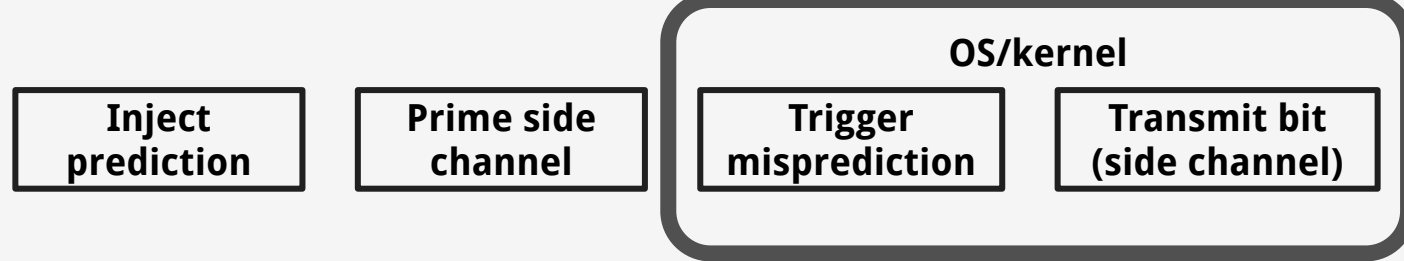 OS/kernel
Inject
prediction
Prime side
channel
Trigger
misprediction
Transmit bit
(side channel)